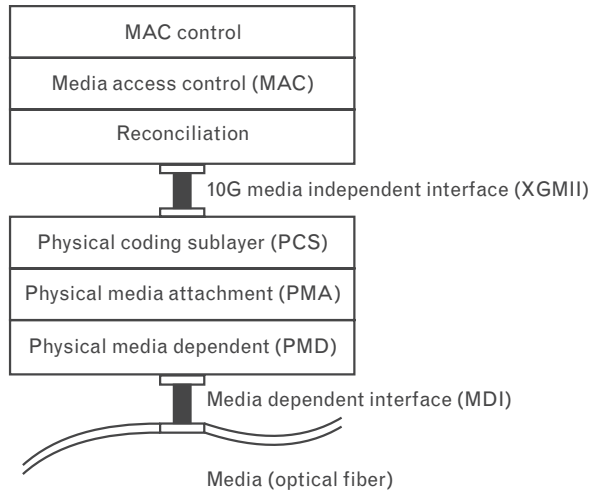 MAC control
Media access control (MAC)
Reconciliation
10G media independent interface (XGMII)
Physical coding sublayer (PCS)
Physical media attachment (PMA)
Physical media dependent (PMD)
Media dependent interface (MDI)
Media (optical fiber)